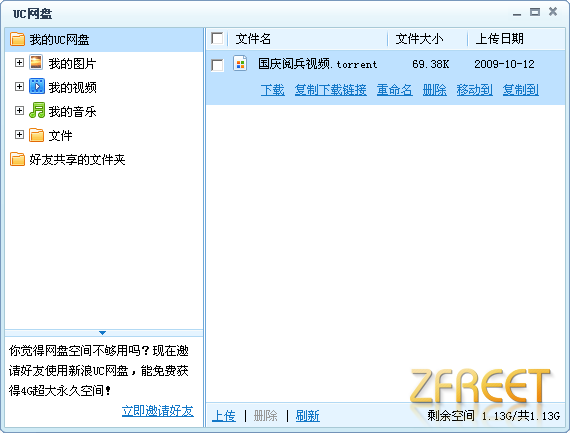 UC网盘
我的UC网盘
我的图片
我的视频
我的音乐
文件
好友共享的文件夹
文件名 文件大小 上传日期
国庆阅兵视频.torrent 69.38K 2009-10-12
下载 复制下载链接 重命名 删除 移动到 复制到
你觉得网盘空间不够用吗？现在邀
请好友使用新浪UC网盘，能免费获
得4G超大永久空间！
立即邀请好友
ZFREET
上传 | 删除 | 刷新 剩余空间 1.13G/共1.13G